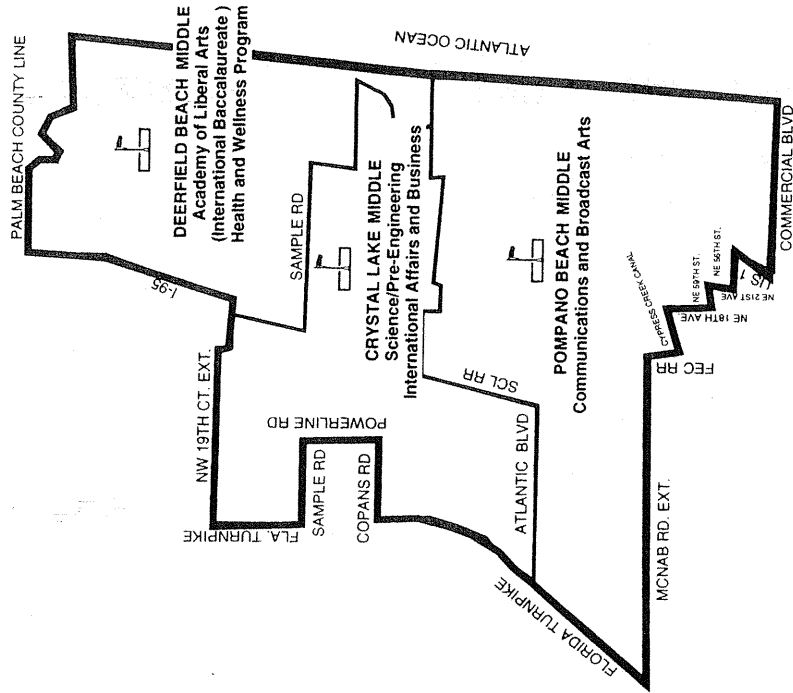 PALM BEACH COUNTY LINE
ATLANTIC OCEAN
DEERFIELD BEACH MIDDLE
Academy of Liberal Arts
(International Baccalaureate)
Health and Wellness Program
I-95
SAMPLE RD
NW 19TH CT. EXT.
CRYSTAL LAKE MIDDLE
Science/Pre-Engineering
International Affairs and Business
POWERLINE RD
FLA. TURNPIKE
SAMPLE RD
COPANS RD
SCL RR
ATLANTIC BLVD
FLORIDA TURNPIKE
POMPANO BEACH MIDDLE
Communications and Broadcast Arts
MCNAB RD. EXT.
FEC RR
CYPRESS CREEK CANAL
NE 18TH AVE
NE 59TH ST.
NE 21ST AVE
NE 56TH ST.
US 1
COMMERCIAL BLVD